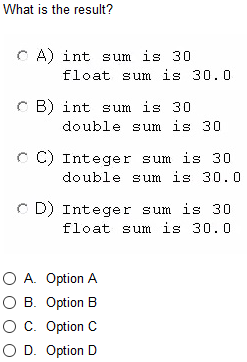 What is the result?
A) int sum is 30
float sum is 30.0
B) int sum is 30
double sum is 30
C) Integer sum is 30
double sum is 30.0
D) Integer sum is 30
float sum is 30.0
A. Option A
B. Option B
C. Option C
D. Option D